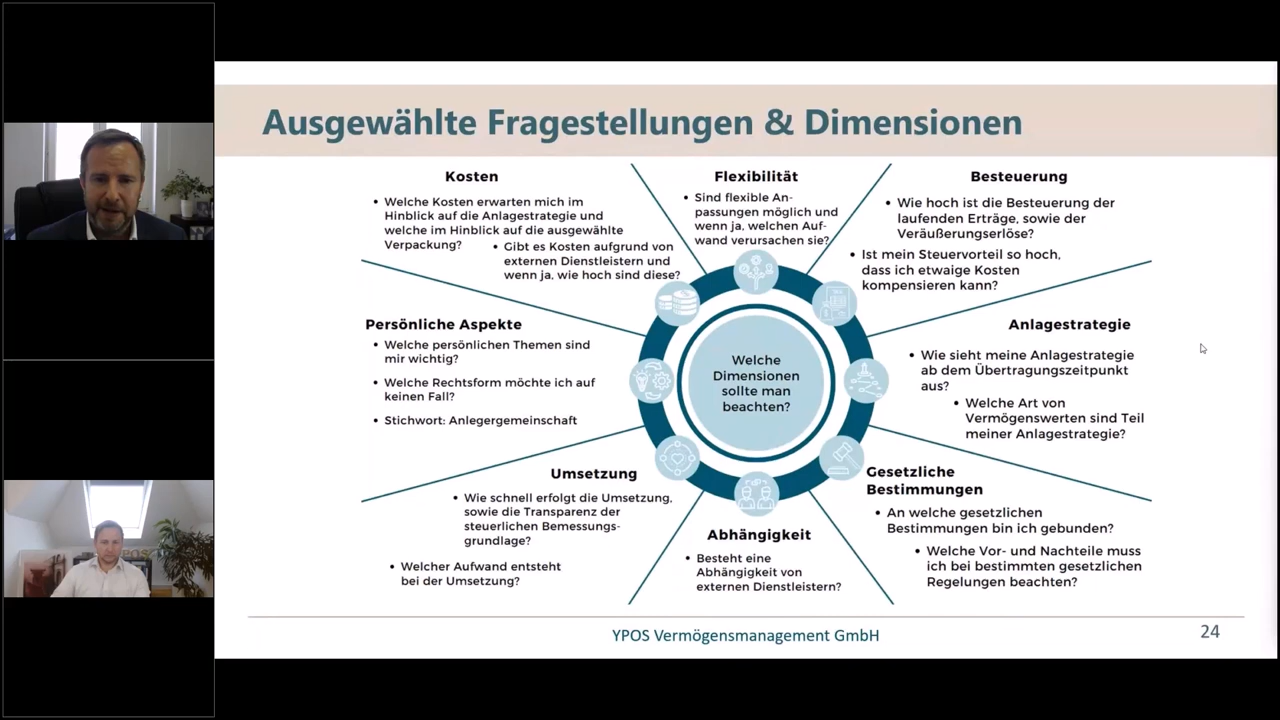 Ausgewählte Fragestellungen & Dimensionen
Kosten
• Welche Kosten erwarten mich im
Hinblick auf die Anlagestrategie und
welche im Hinblick auf die ausgewählte
Verpackung?
• Gibt es Kosten aufgrund von
externen Dienstleistern und
wenn ja, wie hoch sind diese?
Flexibilität
• Sind flexible An-
passungen möglich und
wenn ja, welchen Auf-
wand verursachen sie?
Besteuerung
• Wie hoch ist die Besteuerung der
laufenden Erträge, sowie der
Veräußerungserlöse?
• Ist mein Steuervorteil so hoch,
dass ich etwaige Kosten
kompensieren kann?
Persönliche Aspekte
• Welche persönlichen Themen sind
mir wichtig?
• Welche Rechtsform möchte ich auf
keinen Fall?
• Stichwort: Anlegergemeinschaft
Welche
Dimensionen
sollte man
beachten?
Anlagestrategie
• Wie sieht meine Anlagestrategie
ab dem Übertragungszeitpunkt
aus?
• Welche Art von
Vermögenswerten sind Teil
meiner Anlagestrategie?
Umsetzung
• Wie schnell erfolgt die Umsetzung,
sowie die Transparenz der
steuerlichen Bemessungs-
grundlage?
• Welcher Aufwand entsteht
bei der Umsetzung?
Abhängigkeit
• Besteht eine
Abhängigkeit von
externen Dienstleistern?
Gesetzliche
Bestimmungen
• An welche gesetzlichen
Bestimmungen bin ich gebunden?
• Welche Vor- und Nachteile muss
ich bei bestimmten gesetzlichen
Regelungen beachten?
YPOS Vermögensmanagement GmbH
24